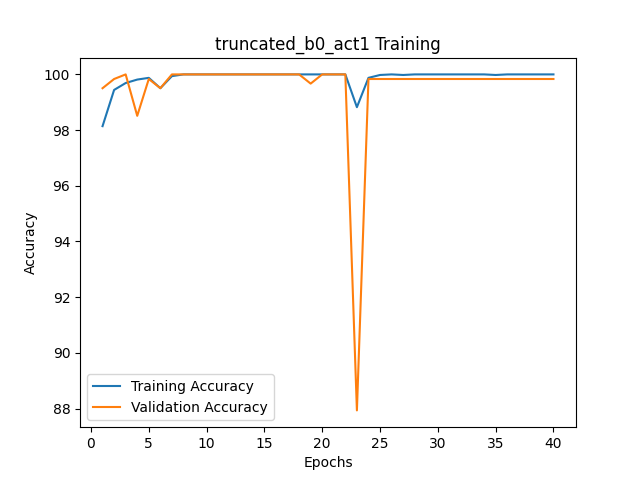 truncated_b0_act1 Training
100
98
96
94
92
90
88
Accuracy
Training Accuracy
Validation Accuracy
0 5 10 15 20 25 30 35 40
Epochs